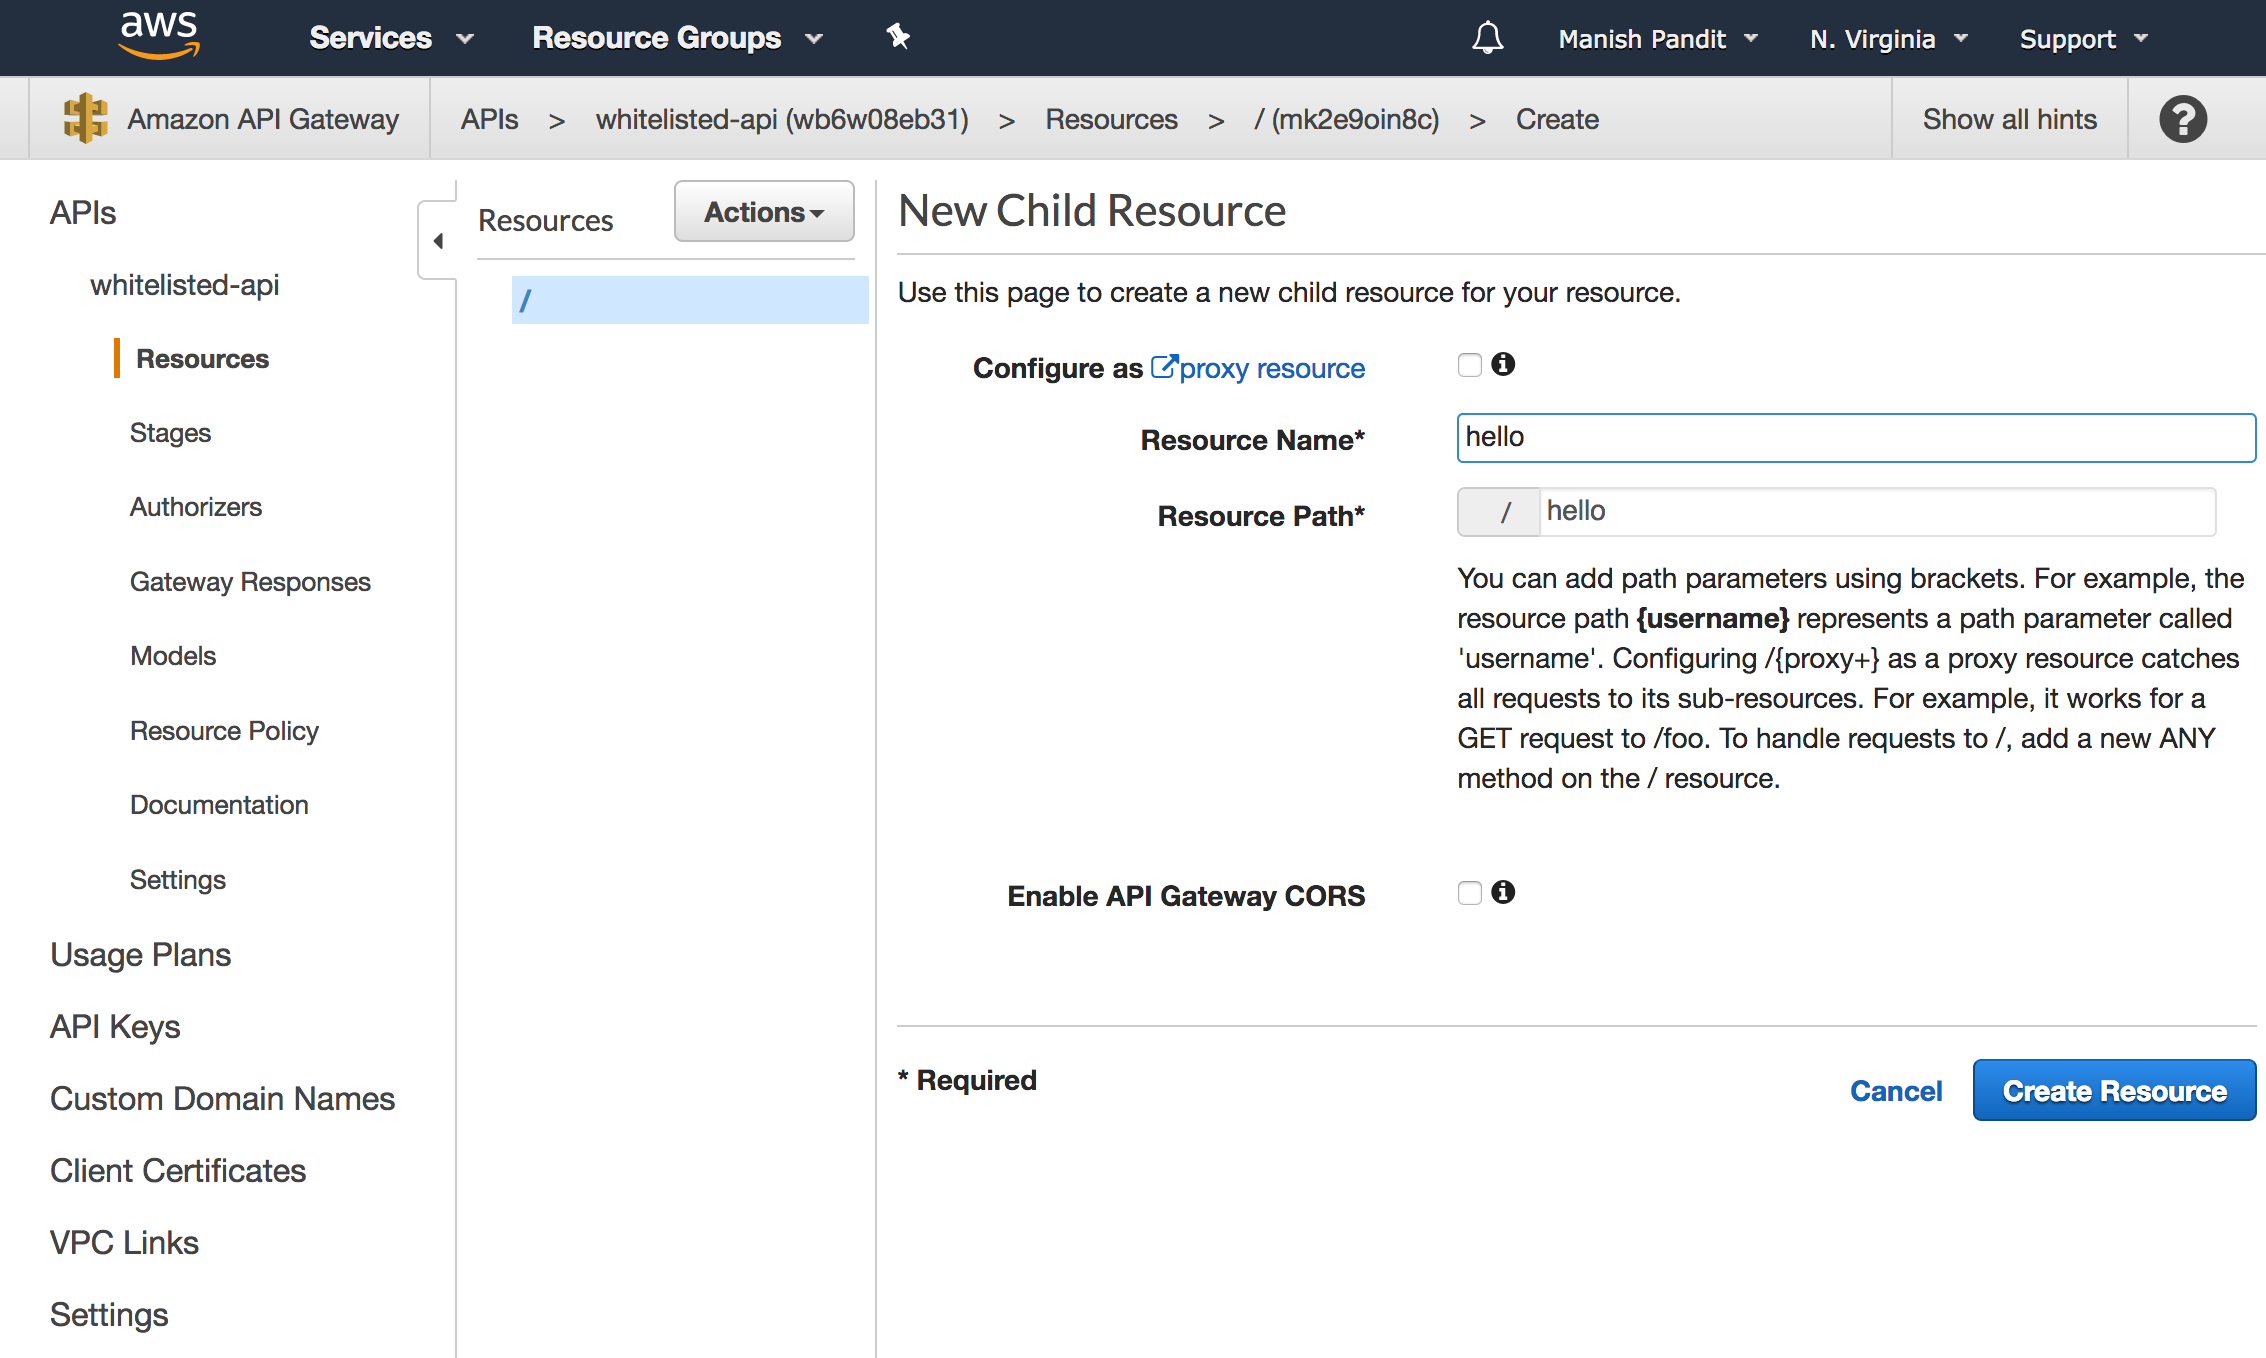 aws Services Resource Groups Manish Pandit N. Virginia Support
Amazon API Gateway APIs > whitelisted-api (wb6w08eb31) > Resources > / (mk2e9oin8c) > Create Show all hints ?
APIs
whitelisted-api
Resources
Stages
Authorizers
Gateway Responses
Models
Resource Policy
Documentation
Settings
Usage Plans
API Keys
Custom Domain Names
Client Certificates
VPC Links
Settings
Resources Actions
/
New Child Resource
Use this page to create a new child resource for your resource.
Configure as proxy resource
Resource Name* hello
Resource Path* / hello
You can add path parameters using brackets. For example, the
resource path {username} represents a path parameter called
'username'. Configuring /{proxy+} as a proxy resource catches
all requests to its sub-resources. For example, it works for a
GET request to /foo. To handle requests to /, add a new ANY
method on the / resource.
Enable API Gateway CORS
* Required
Cancel Create Resource